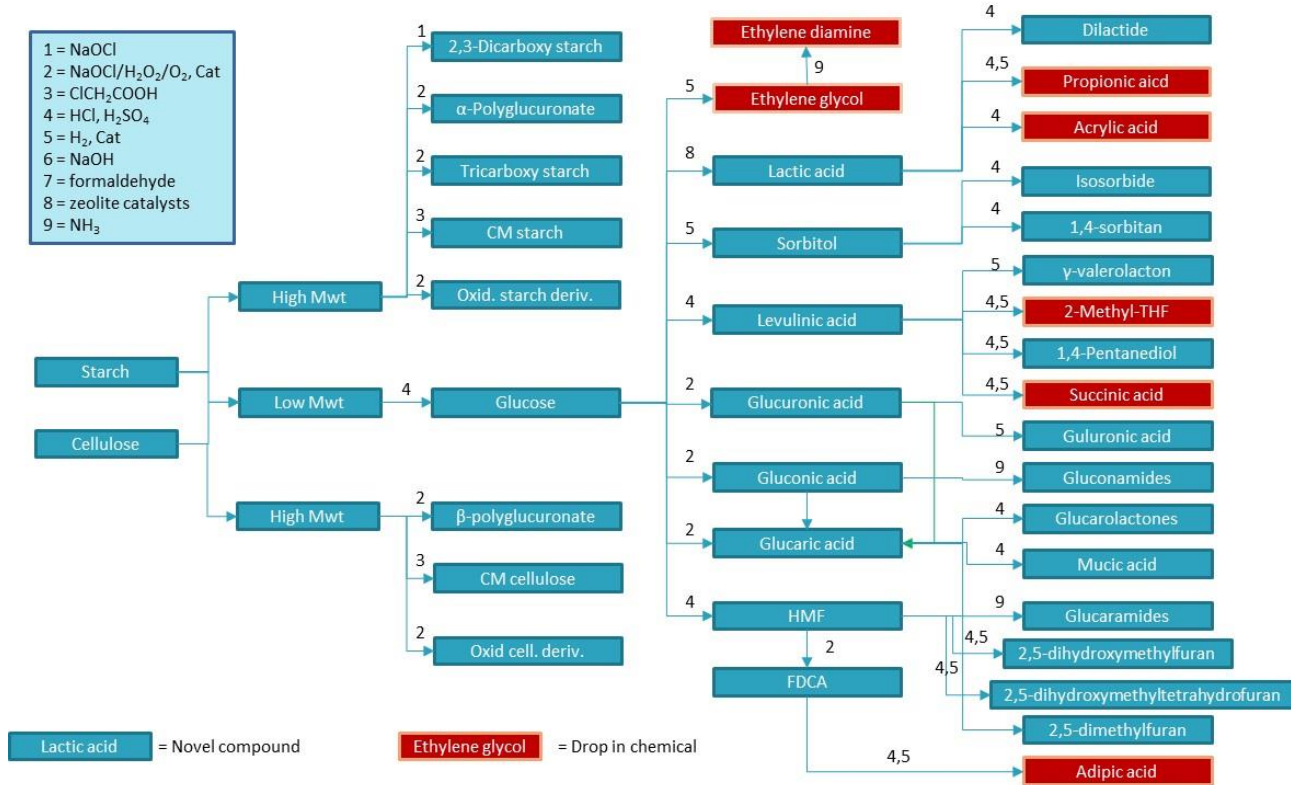 1 = NaOCl
2 = NaOCl/H₂O₂/O₂, Cat
3 = ClCH₂COOH
4 = HCl, H₂SO₄
5 = H₂, Cat
6 = NaOH
7 = formaldehyde
8 = zeolite catalysts
9 = NH₃
Starch
Cellulose
High Mwt
Low Mwt
High Mwt
1
2,3-Dicarboxy starch
2
α-Polyglucuronate
2
Tricarboxy starch
3
CM starch
2
Oxid. starch deriv.
4
Glucose
2
β-polyglucuronate
3
CM cellulose
2
Oxid cell. deriv.
Ethylene diamine
9
5
Ethylene glycol
8
Lactic acid
5
Sorbitol
4
Levulinic acid
2
Glucuronic acid
2
Gluconic acid
2
Glucaric acid
4
HMF
2
FDCA
4
Dilactide
4,5
Propionic aicd
4
Acrylic acid
4
Isosorbide
4
1,4-sorbitan
5
γ-valerolacton
4,5
2-Methyl-THF
4,5
1,4-Pentanediol
4,5
Succinic acid
5
Guluronic acid
9
Gluconamides
4
Glucarolactones
4
Mucic acid
9
Glucaramides
4,5
2,5-dihydroxymethylfuran
4,5
2,5-dihydroxymethyltetrahydrofuran
2,5-dimethylfuran
4,5
Adipic acid
Lactic acid
= Novel compound
Ethylene glycol
= Drop in chemical